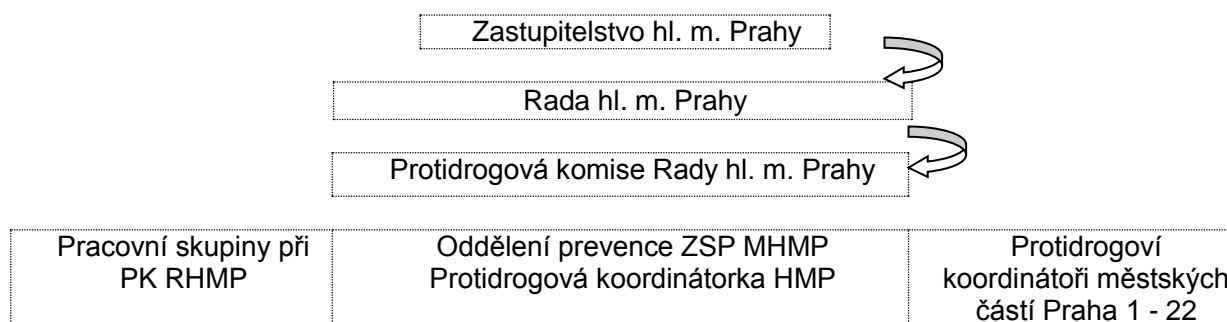 Zastupitelstvo hl. m. Prahy
Rada hl. m. Prahy
Protidrogová komise Rady hl. m. Prahy
Pracovní skupiny při
PK RHMP
Oddělení prevence ZSP MHMP
Protidrogová koordinátorka HMP
Protidrogoví
koordinátoři městských
částí Praha 1 - 22